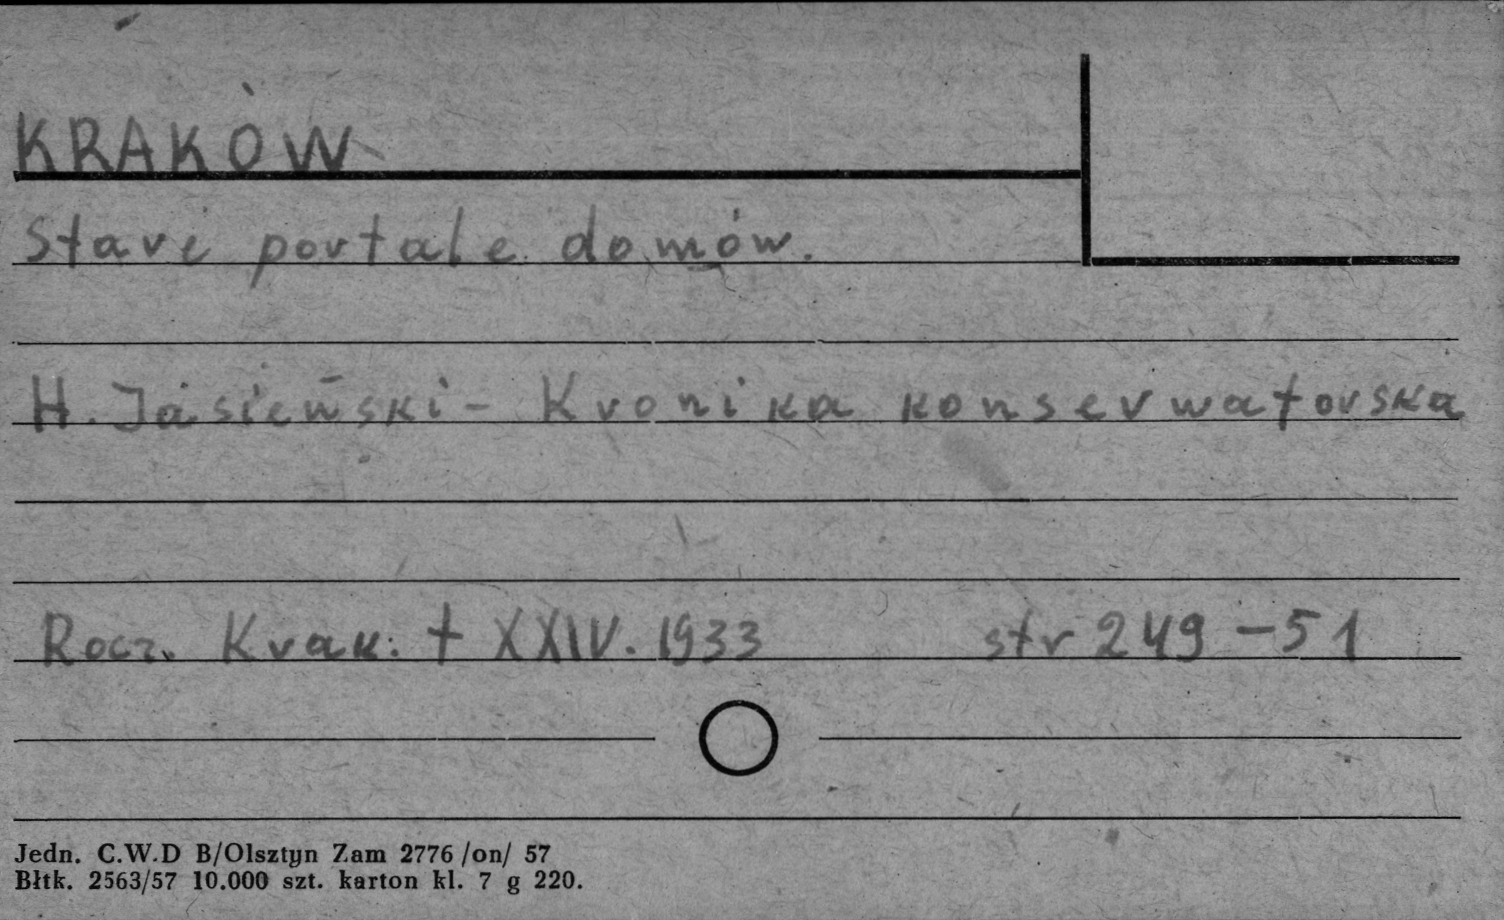 KRAKÓW
Stare portale domów.
H. Jasieński - Kronika konserwatorska
Rocz. Krak: t XXIV. 1933 str 249-51
Jedn. C.W.D B/Olsztyn Zam 2776 /on/ 57
Błtk. 2563/57 10.000 szt. karton kl. 7 g 220.